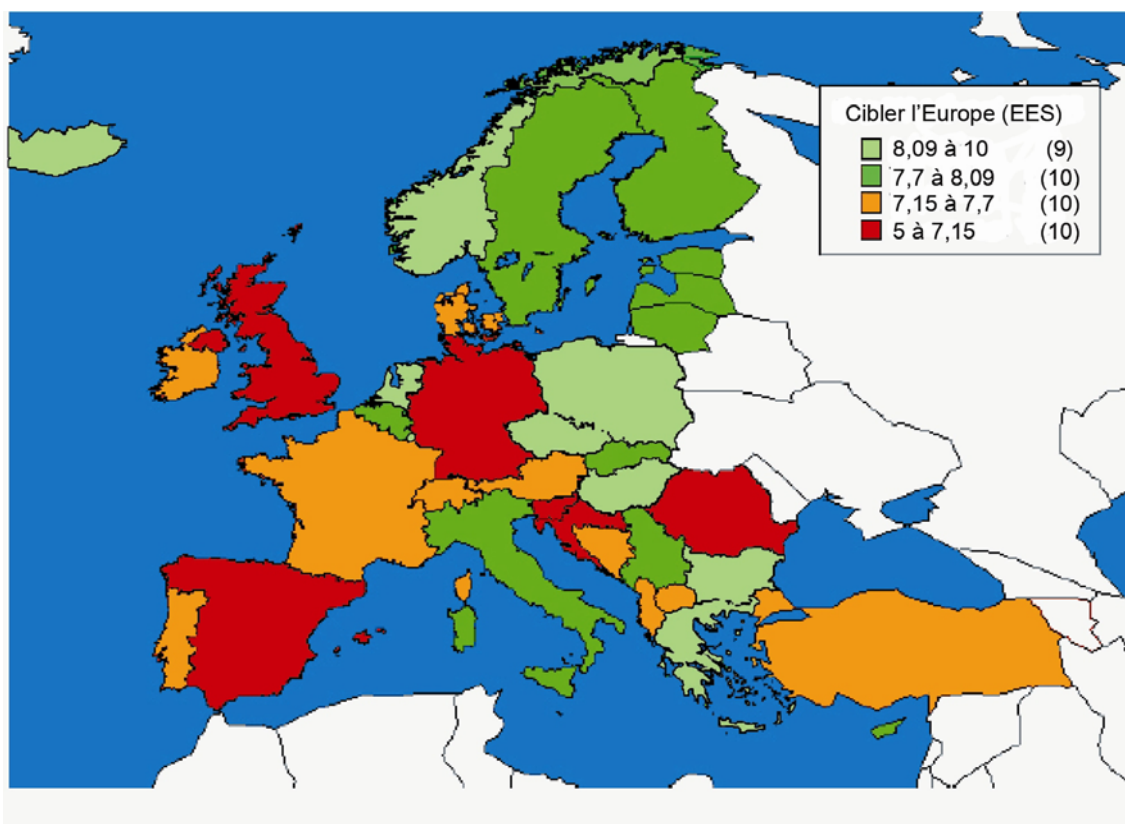 Cibler l'Europe (EES)
8,09 à 10 (9)
7,7 à 8,09 (10)
7,15 à 7,7 (10)
5 à 7,15 (10)